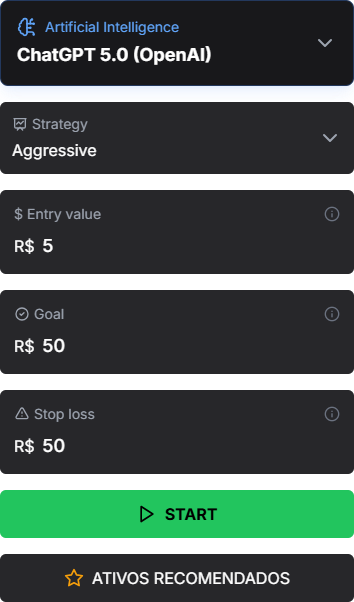 Artificial Intelligence
ChatGPT 5.0 (OpenAI)
Strategy
Aggressive
$ Entry value
R$ 5
Goal
R$ 50
Stop loss
R$ 50
START
ATIVOS RECOMENDADOS